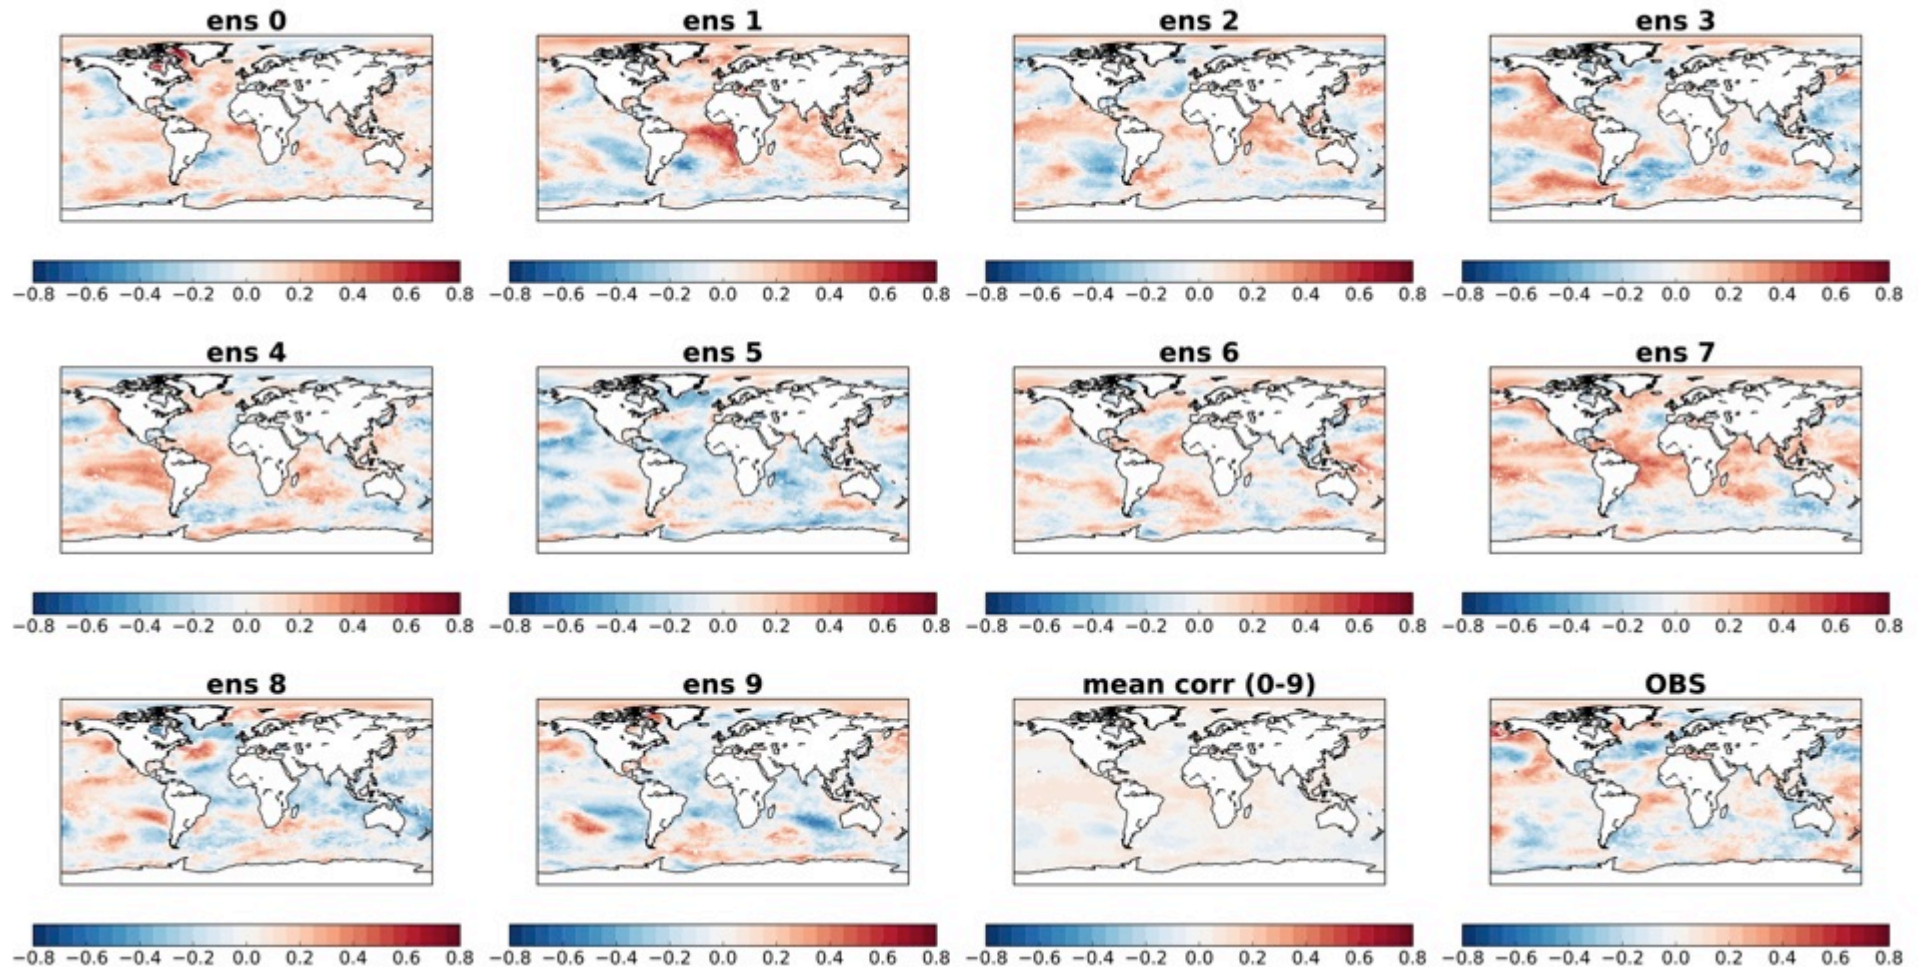 ens 0 ens 1 ens 2 ens 3
−0.8 −0.6 −0.4 −0.2 0.0 0.2 0.4 0.6 0.8 −0.8 −0.6 −0.4 −0.2 0.0 0.2 0.4 0.6 0.8 −0.8 −0.6 −0.4 −0.2 0.0 0.2 0.4 0.6 0.8 −0.8 −0.6 −0.4 −0.2 0.0 0.2 0.4 0.6 0.8
ens 4 ens 5 ens 6 ens 7
−0.8 −0.6 −0.4 −0.2 0.0 0.2 0.4 0.6 0.8 −0.8 −0.6 −0.4 −0.2 0.0 0.2 0.4 0.6 0.8 −0.8 −0.6 −0.4 −0.2 0.0 0.2 0.4 0.6 0.8 −0.8 −0.6 −0.4 −0.2 0.0 0.2 0.4 0.6 0.8
ens 8 ens 9 mean corr (0-9) OBS
−0.8 −0.6 −0.4 −0.2 0.0 0.2 0.4 0.6 0.8 −0.8 −0.6 −0.4 −0.2 0.0 0.2 0.4 0.6 0.8 −0.8 −0.6 −0.4 −0.2 0.0 0.2 0.4 0.6 0.8 −0.8 −0.6 −0.4 −0.2 0.0 0.2 0.4 0.6 0.8